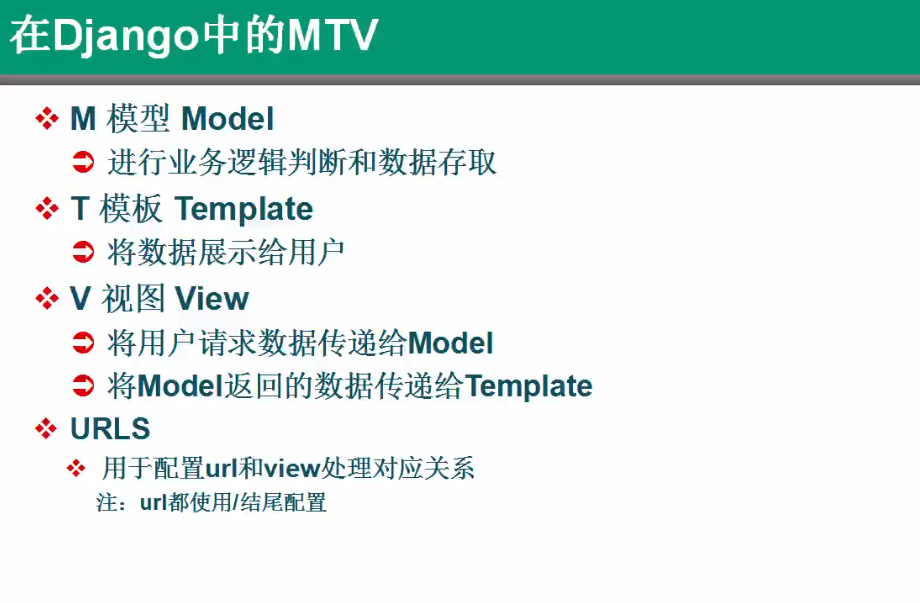 在Django中的MTV
M 模型 Model
进行业务逻辑判断和数据存取
T 模板 Template
将数据展示给用户
V 视图 View
将用户请求数据传递给Model
将Model返回的数据传递给Template
URLS
用于配置url和view处理对应关系
注：url都使用/结尾配置